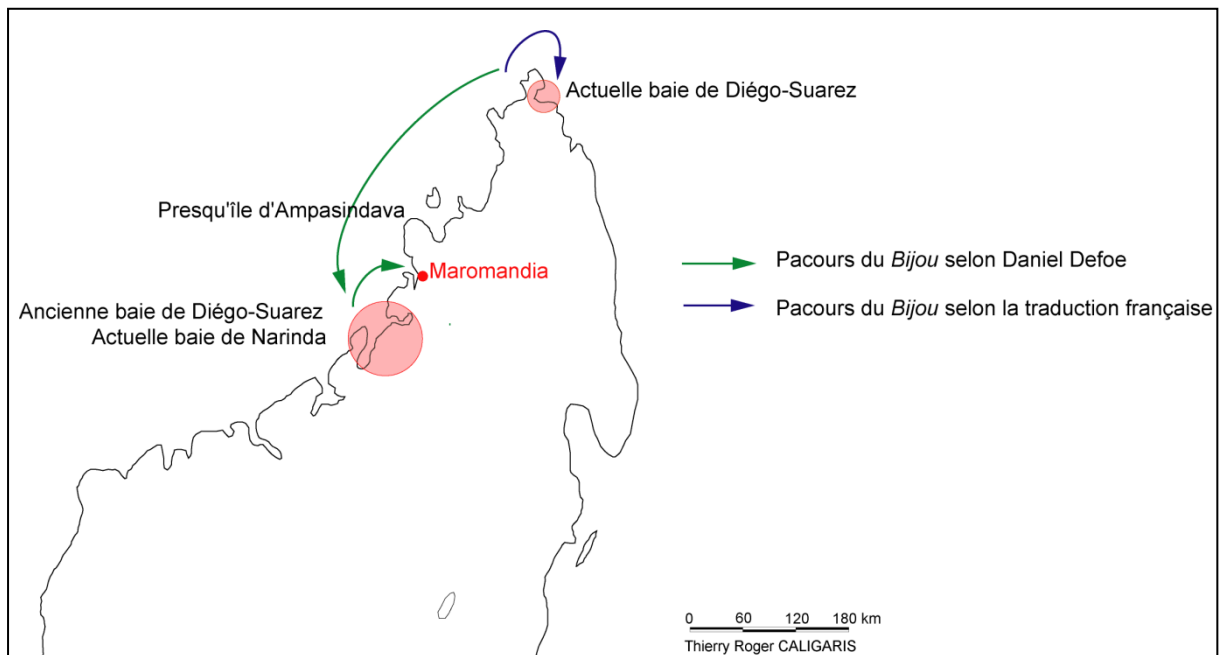 Actuelle baie de Diégo-Suarez
Presqu'île d'Ampasindava
Maromandia
Ancienne baie de Diégo-Suarez
Actuelle baie de Narinda
Pacours du Bijou selon Daniel Defoe
Pacours du Bijou selon la traduction française
0 60 120 180 km
Thierry Roger CALIGARIS